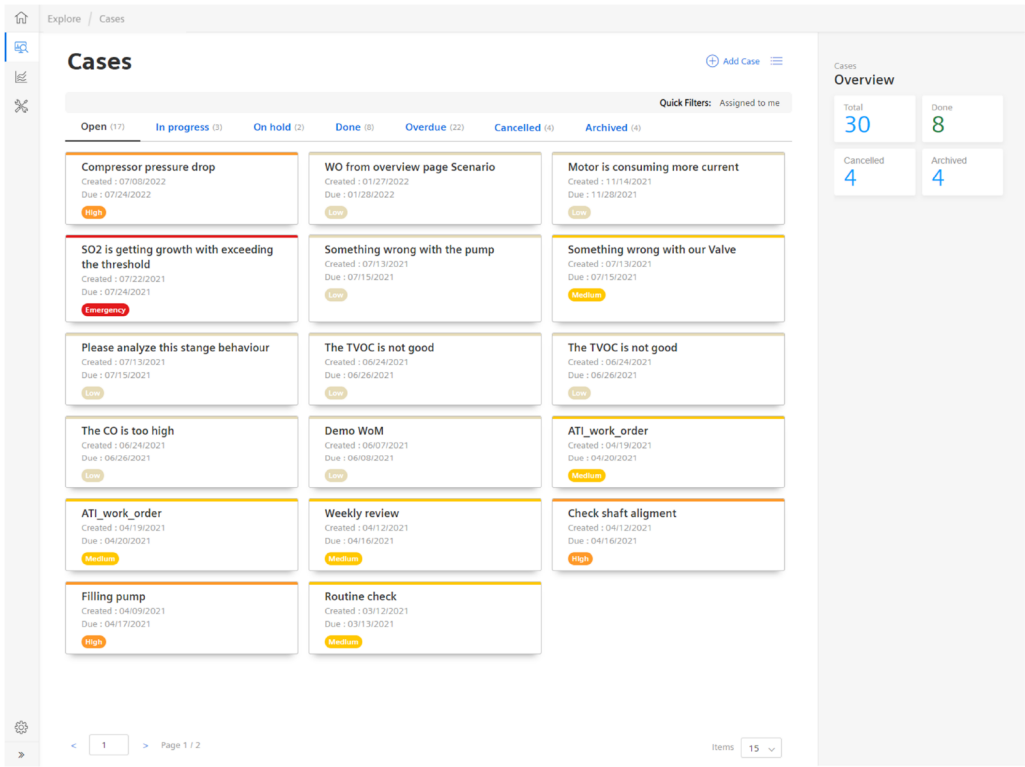 Explore / Cases
Cases
Add Case
Quick Filters: Assigned to me
Open (17) In progress (3) On hold (2) Done (8) Overdue (22) Cancelled (4) Archived (4)
Compressor pressure drop
Created : 07/08/2022
Due : 07/24/2022
High
WO from overview page Scenario
Created : 01/27/2022
Due : 01/28/2022
Low
Motor is consuming more current
Created : 11/14/2021
Due : 11/28/2021
Low
SO2 is getting growth with exceeding
the threshold
Created : 07/22/2021
Due : 07/24/2021
Emergency
Something wrong with the pump
Created : 07/13/2021
Due : 07/15/2021
Low
Something wrong with our Valve
Created : 07/13/2021
Due : 07/15/2021
Medium
Please analyze this stange behaviour
Created : 07/13/2021
Due : 07/15/2021
Low
The TVOC is not good
Created : 06/24/2021
Due : 06/26/2021
Low
The TVOC is not good
Created : 06/24/2021
Due : 06/26/2021
Low
The CO is too high
Created : 06/24/2021
Due : 06/26/2021
Low
Demo WoM
Created : 06/07/2021
Due : 06/08/2021
Low
ATI_work_order
Created : 04/19/2021
Due : 04/20/2021
Medium
ATI_work_order
Created : 04/19/2021
Due : 04/20/2021
Medium
Weekly review
Created : 04/12/2021
Due : 04/16/2021
Medium
Check shaft aligment
Created : 04/12/2021
Due : 04/16/2021
High
Filling pump
Created : 04/09/2021
Due : 04/17/2021
High
Routine check
Created : 03/12/2021
Due : 03/13/2021
Medium
< 1 > Page 1 / 2
Items 15
Cases
Overview
Total
30
Done
8
Cancelled
4
Archived
4